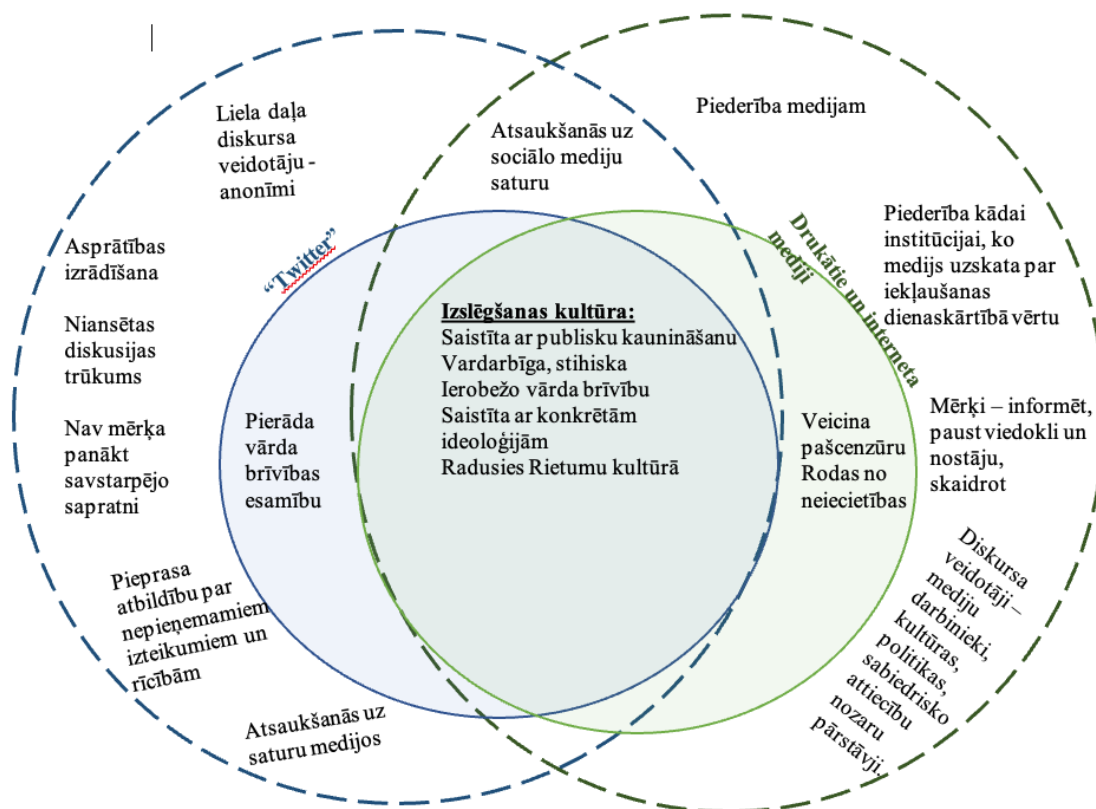 Liela daļa
diskursa
veidotāju -
anonīmi
Asprātības
izrādīšana
Niansētas
diskusijas
trūkums
Nav mērķa
panākt
savstarpējo
sapratni
Pieprasa
atbildību par
nepieņemamiem
izteikumiem un
rīcībām
Atsaukšanās uz
saturu medijos
“Twitter”
Pierāda
vārda
brīvības
esamību
Atsaukšanās uz
sociālo mediju
saturu
Izslēgšanas kultūra:
Saistīta ar publisku kaunināšanu
Vardarbīga, stihiska
Ierobežo vārda brīvību
Saistīta ar konkrētām
ideoloģijām
Radusies Rietumu kultūrā
Drukātie un interneta
mediji
Veicina
pašcenzūru
Rodas no
neiecietības
Piederība medijam
Piederība kādai
institūcijai, ko
medijs uzskata par
iekļaušanas
dienaskārtībā vērtu
Mērķi – informēt,
paust viedokli un
nostāju,
skaidrot
Diskursa
veidotāji –
mediju
darbinieki,
kultūras,
politikas,
sabiedrisko
attiecību
nozaru
pārstāvji.